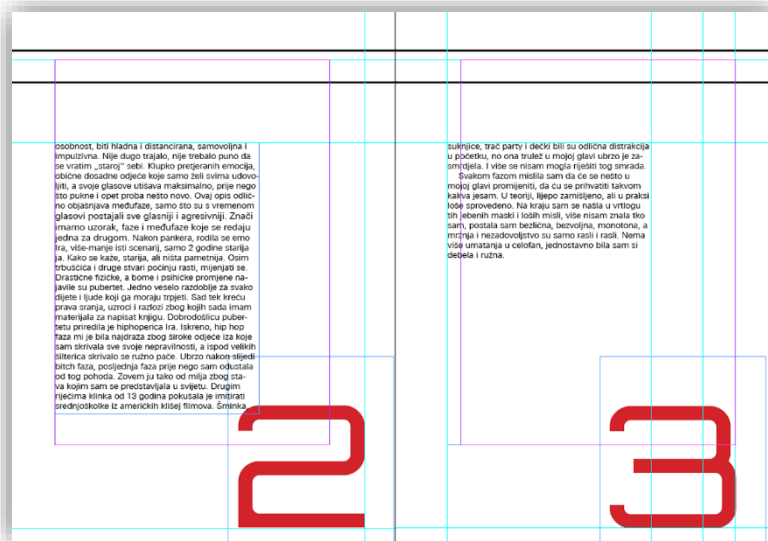 osobnost, biti hladna i distancirana, samovoljna i
impulzivna. Nije dugo trajalo, nije trebalo puno da
se vratim „staroj” sebi. Klupko pretjeranih emocija,
obične dosadne odjeće koje samo želi svima udovo-
ljiti, a svoje glasove utišava maksimalno, prije nego
što pukne i opet proba nešto novo. Ovaj opis odlič-
no objašnjava međufaze, samo što su s vremenom
glasovi postajali sve glasniji i agresivniji. Znači
imamo uzorak, faze i međufaze koje se redaju
jedna za drugom. Nakon pankera, rodila se emo
Ira, više-manje isti scenarij, samo 2 godine starija
ja. Kako se kaže, starija, ali ništa pametnija. Osim
trbuščica i druge stvari počinju rasti, mijenjati se.
Drastične fizičke, a bome i psihičke promjene na-
javile su pubertet. Jedno veselo razdoblje za svako
dijete i ljude koji ga moraju trpjeti. Sad tek kreću
prava sranja, uzroci i razlozi zbog kojih sada imam
materijala za napisat knjigu. Dobrodošlicu puber-
tetu priredila je hiphoperica Ira. Iskreno, hip hop
faza mi je bila najdraža zbog široke odjeće iza koje
sam skrivala sve svoje nepravilnosti, a ispod velikih
šilterica skrivalo se ružno pače. Ubrzo nakon slijedi
bitch faza, posljednja faza prije nego sam odustala
od tog pohoda. Zovem ju tako od milja zbog sta-
va kojim sam se predstavljala u svijetu. Drugim
riječima klinka od 13 godina pokušala je imitirati
srednjoškolke iz američkih klišej filmova. Šminka,
2
suknjice, trač party i dečki bili su odlična distrakcija
u početku, no ona trulež u mojoj glavi ubrzo je za-
smrdjela. I više se nisam mogla riješiti tog smrada.
Svakom fazom mislila sam da će se nešto u
mojoj glavi promijeniti, da ću se prihvatiti takvom
kakva jesam. U teoriji, lijepo zamišljeno, ali u praksi
loše sprovedeno. Na kraju sam se našla u vrtlogu
tih jebenih maski i loših misli, više nisam znala tko
sam, postala sam bezlična, bezvoljna, monotona, a
mržnja i nezadovoljstvo su samo rasli i rasli. Nema
više umatanja u celofan, jednostavno bila sam si
debela i ružna.
3